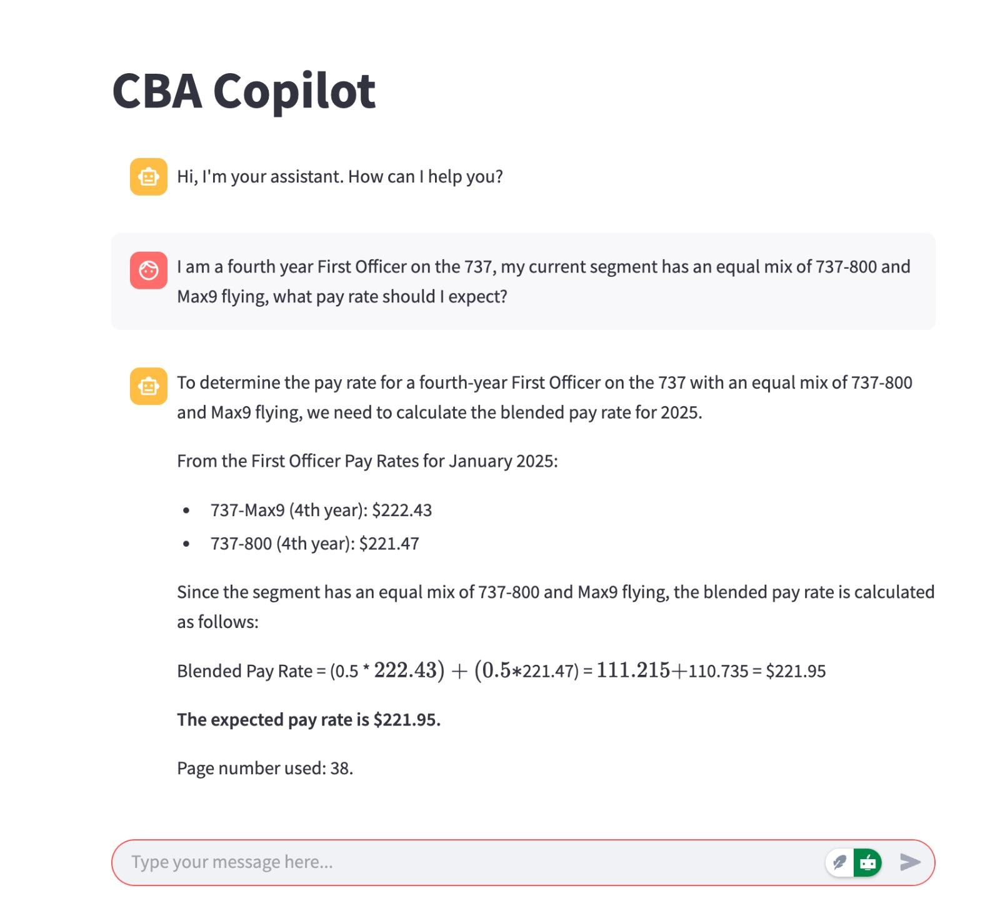 CBA Copilot
Hi, I'm your assistant. How can I help you?
I am a fourth year First Officer on the 737, my current segment has an equal mix of 737-800 and
Max9 flying, what pay rate should I expect?
To determine the pay rate for a fourth-year First Officer on the 737 with an equal mix of 737-800
and Max9 flying, we need to calculate the blended pay rate for 2025.
From the First Officer Pay Rates for January 2025:
• 737-Max9 (4th year): $222.43
• 737-800 (4th year): $221.47
Since the segment has an equal mix of 737-800 and Max9 flying, the blended pay rate is calculated
as follows:
Blended Pay Rate = (0.5 * 222.43) + (0.5*221.47) = 111.215+110.735 = $221.95
The expected pay rate is $221.95.
Page number used: 38.
Type your message here...